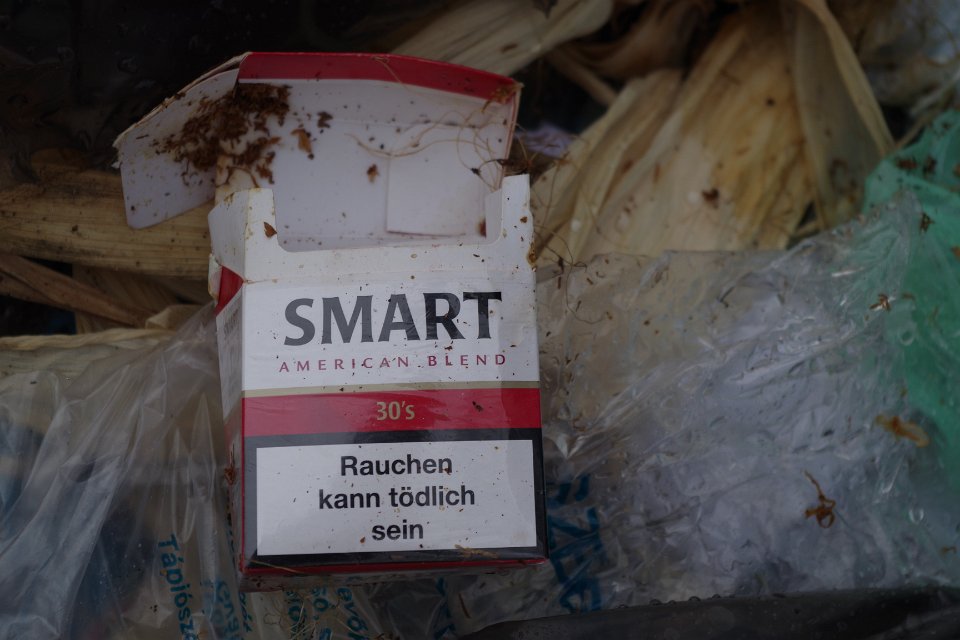 SMART
AMERICAN BLEND
30's
Rauchen
kann tödlich
sein